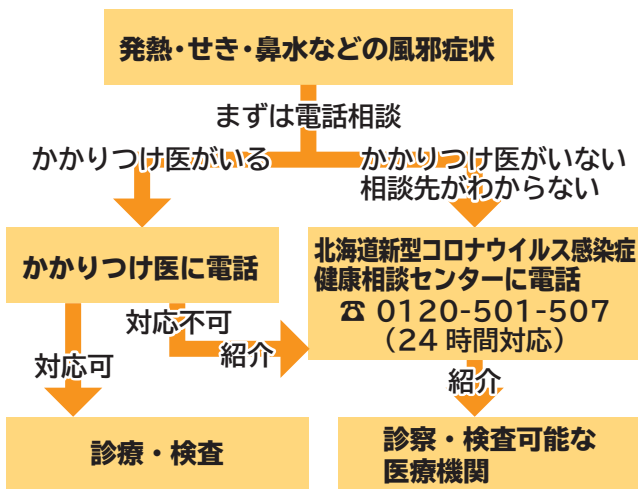 発熱・せき・鼻水などの風邪症状
まずは電話相談
かかりつけ医がいる
かかりつけ医がいない
相談先がわからない
かかりつけ医に電話
北海道新型コロナウイルス感染症
健康相談センターに電話
☎ 0120-501-507
（24 時間対応）
対応不可
紹介
対応可
紹介
診療・検査
診察・検査可能な
医療機関